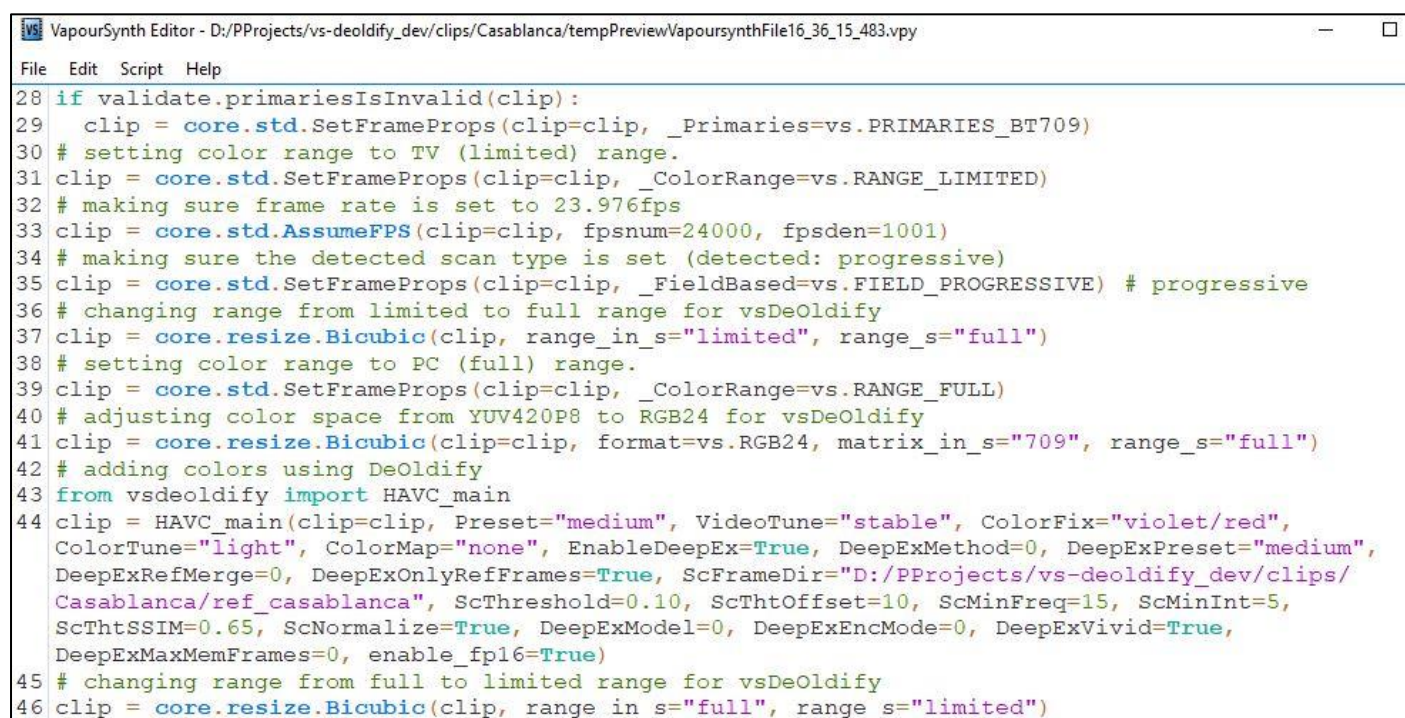 VS VapourSynth Editor - D:/PProjects/vs-deoldify_dev/clips/Casablanca/tempPreviewVapoursynthFile16_36_15_483.vpy
File Edit Script Help
28 if validate.primariesIsInvalid(clip):
29   clip = core.std.SetFrameProps(clip=clip, _Primaries=vs.PRIMARIES_BT709)
30 # setting color range to TV (limited) range.
31 clip = core.std.SetFrameProps(clip=clip, _ColorRange=vs.RANGE_LIMITED)
32 # making sure frame rate is set to 23.976fps
33 clip = core.std.AssumeFPS(clip=clip, fpsnum=24000, fpsden=1001)
34 # making sure the detected scan type is set (detected: progressive)
35 clip = core.std.SetFrameProps(clip=clip, _FieldBased=vs.FIELD_PROGRESSIVE) # progressive
36 # changing range from limited to full range for vsDeOldify
37 clip = core.resize.Bicubic(clip, range_in_s="limited", range_s="full")
38 # setting color range to PC (full) range.
39 clip = core.std.SetFrameProps(clip=clip, _ColorRange=vs.RANGE_FULL)
40 # adjusting color space from YUV420P8 to RGB24 for vsDeOldify
41 clip = core.resize.Bicubic(clip=clip, format=vs.RGB24, matrix_in_s="709", range_s="full")
42 # adding colors using DeOldify
43 from vsdeoldify import HAVC_main
44 clip = HAVC_main(clip=clip, Preset="medium", VideoTune="stable", ColorFix="violet/red",
ColorTune="light", ColorMap="none", EnableDeepEx=True, DeepExMethod=0, DeepExPreset="medium",
DeepExRefMerge=0, DeepExOnlyRefFrames=True, ScFrameDir="D:/PProjects/vs-deoldify_dev/clips/
Casablanca/ref_casablanca", ScThreshold=0.10, ScThtOffset=10, ScMinFreq=15, ScMinInt=5,
ScThtSSIM=0.65, ScNormalize=True, DeepExModel=0, DeepExEncMode=0, DeepExVivid=True,
DeepExMaxMemFrames=0, enable_fp16=True)
45 # changing range from full to limited range for vsDeOldify
46 clip = core.resize.Bicubic(clip, range_in_s="full", range_s="limited")